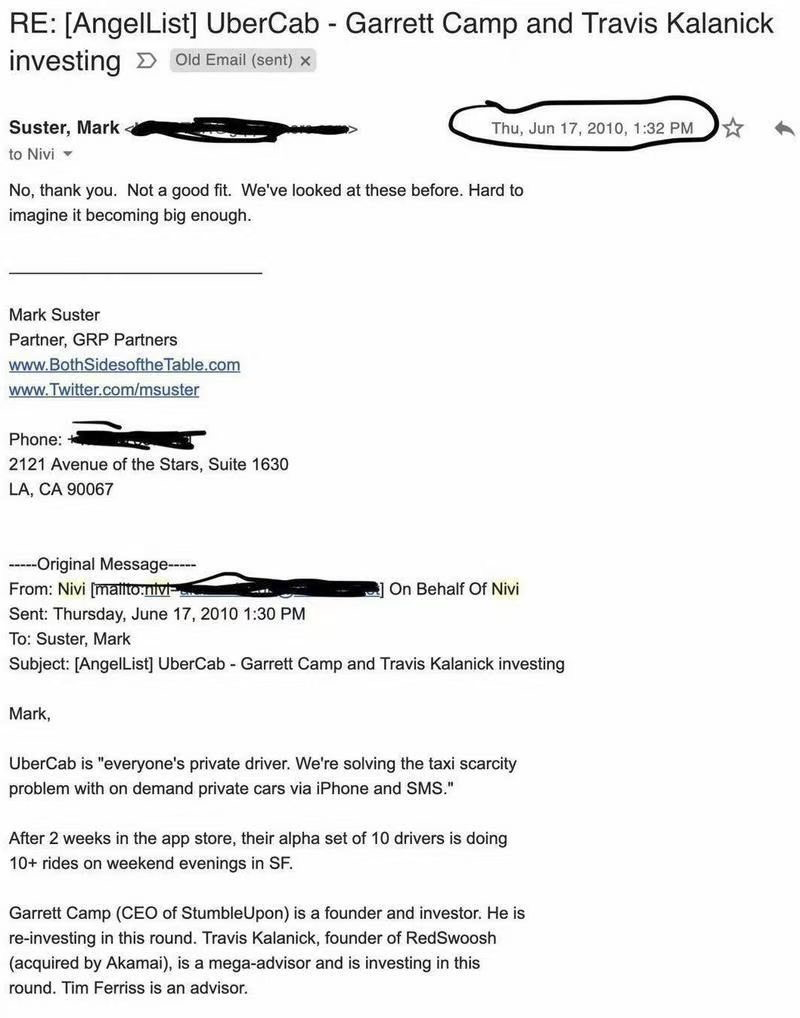 RE: [AngelList] UberCab - Garrett Camp and Travis Kalanick
investing Old Email (sent) x
Suster, Mark < >
Thu, Jun 17, 2010, 1:32 PM
to Nivi
No, thank you. Not a good fit. We've looked at these before. Hard to
imagine it becoming big enough.
Mark Suster
Partner, GRP Partners
www.BothSidesoftheTable.com
www.Twitter.com/msuster
Phone:
2121 Avenue of the Stars, Suite 1630
LA, CA 90067
-----Original Message-----
From: Nivi [mailto:nivi- ] On Behalf Of Nivi
Sent: Thursday, June 17, 2010 1:30 PM
To: Suster, Mark
Subject: [AngelList] UberCab - Garrett Camp and Travis Kalanick investing
Mark,
UberCab is "everyone's private driver. We're solving the taxi scarcity
problem with on demand private cars via iPhone and SMS."
After 2 weeks in the app store, their alpha set of 10 drivers is doing
10+ rides on weekend evenings in SF.
Garrett Camp (CEO of StumbleUpon) is a founder and investor. He is
re-investing in this round. Travis Kalanick, founder of RedSwoosh
(acquired by Akamai), is a mega-advisor and is investing in this
round. Tim Ferriss is an advisor.